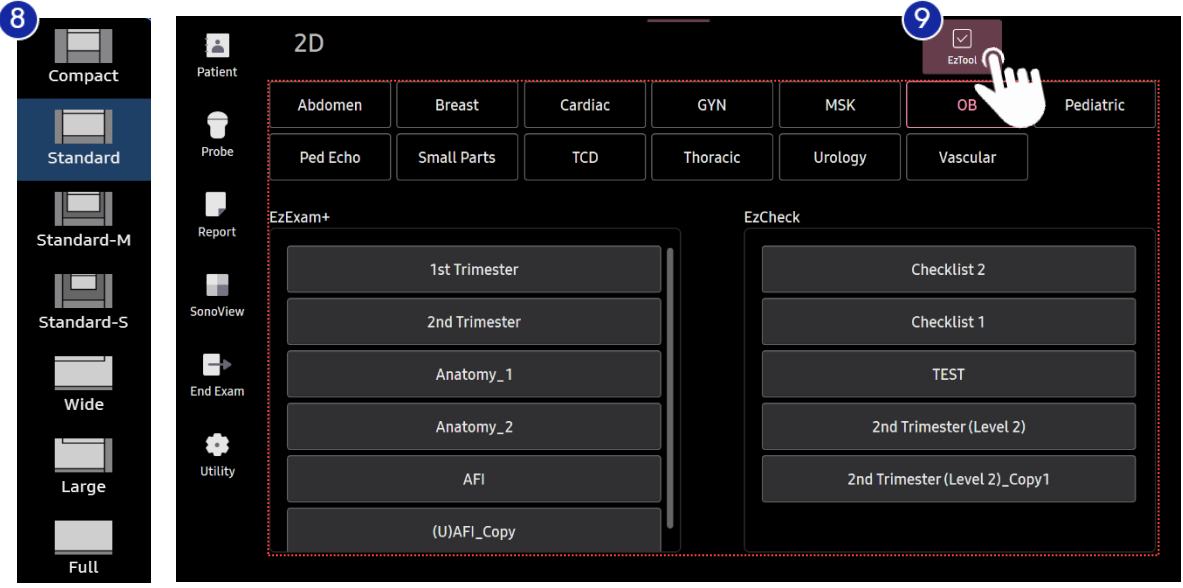 8
Compact
Standard
Standard-M
Standard-S
Wide
Large
Full
9
2D
EzTool
Patient
Probe
Report
SonoView
End Exam
Utility
Abdomen Breast Cardiac GYN MSK OB Pediatric
Ped Echo Small Parts TCD Thoracic Urology Vascular
EzExam+
1st Trimester
2nd Trimester
Anatomy_1
Anatomy_2
AFI
(U)AFI_Copy
EzCheck
Checklist 2
Checklist 1
TEST
2nd Trimester (Level 2)
2nd Trimester (Level 2)_Copy1